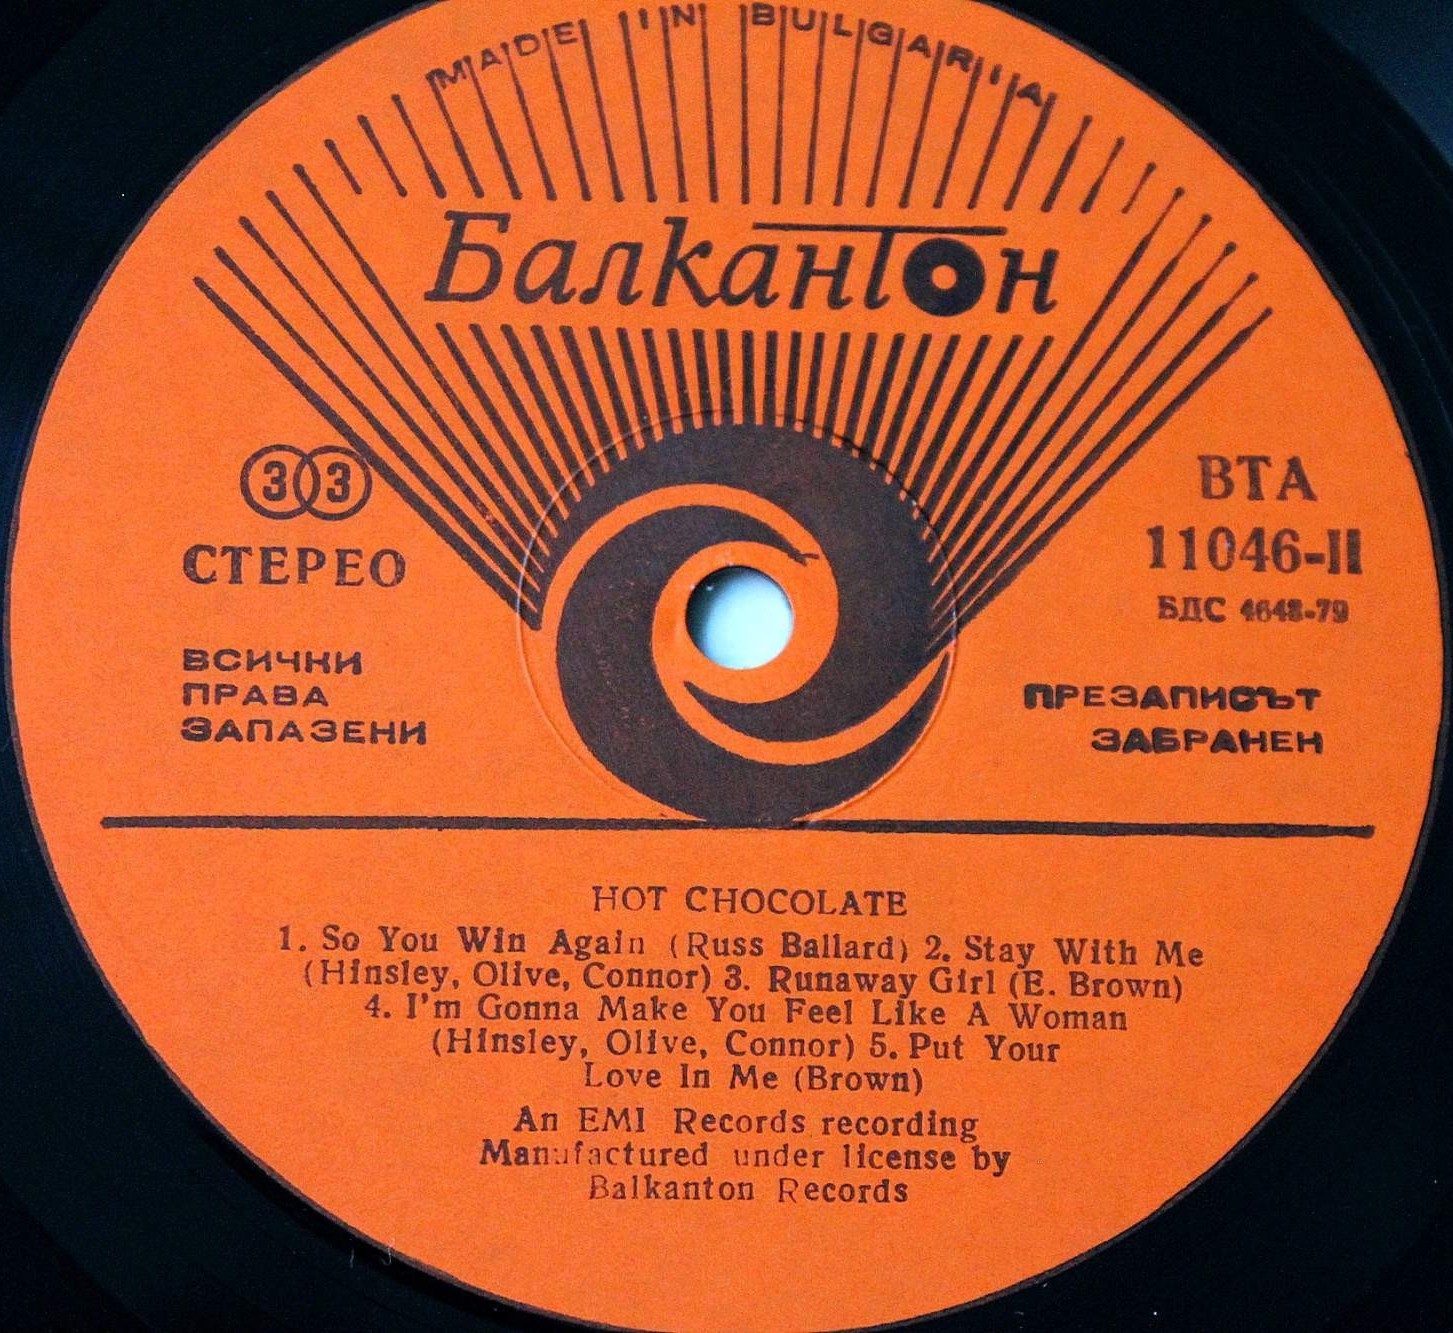 MADE IN BULGARIA
Балкантон
33
СТЕРЕО
ВСИЧКИ
ПРАВА
ЗАПАЗЕНИ
ВТА
11046-II
БДС 4648-79
ПРЕЗАПИСЪТ
ЗАБРАНЕН
HOT CHOCOLATE
1. So You Win Again (Russ Ballard) 2. Stay With Me
(Hinsley, Olive, Connor) 3. Runaway Girl (E. Brown)
4. I'm Gonna Make You Feel Like A Woman
(Hinsley, Olive, Connor) 5. Put Your
Love In Me (Brown)
An EMI Records recording
Manufactured under license by
Balkanton Records